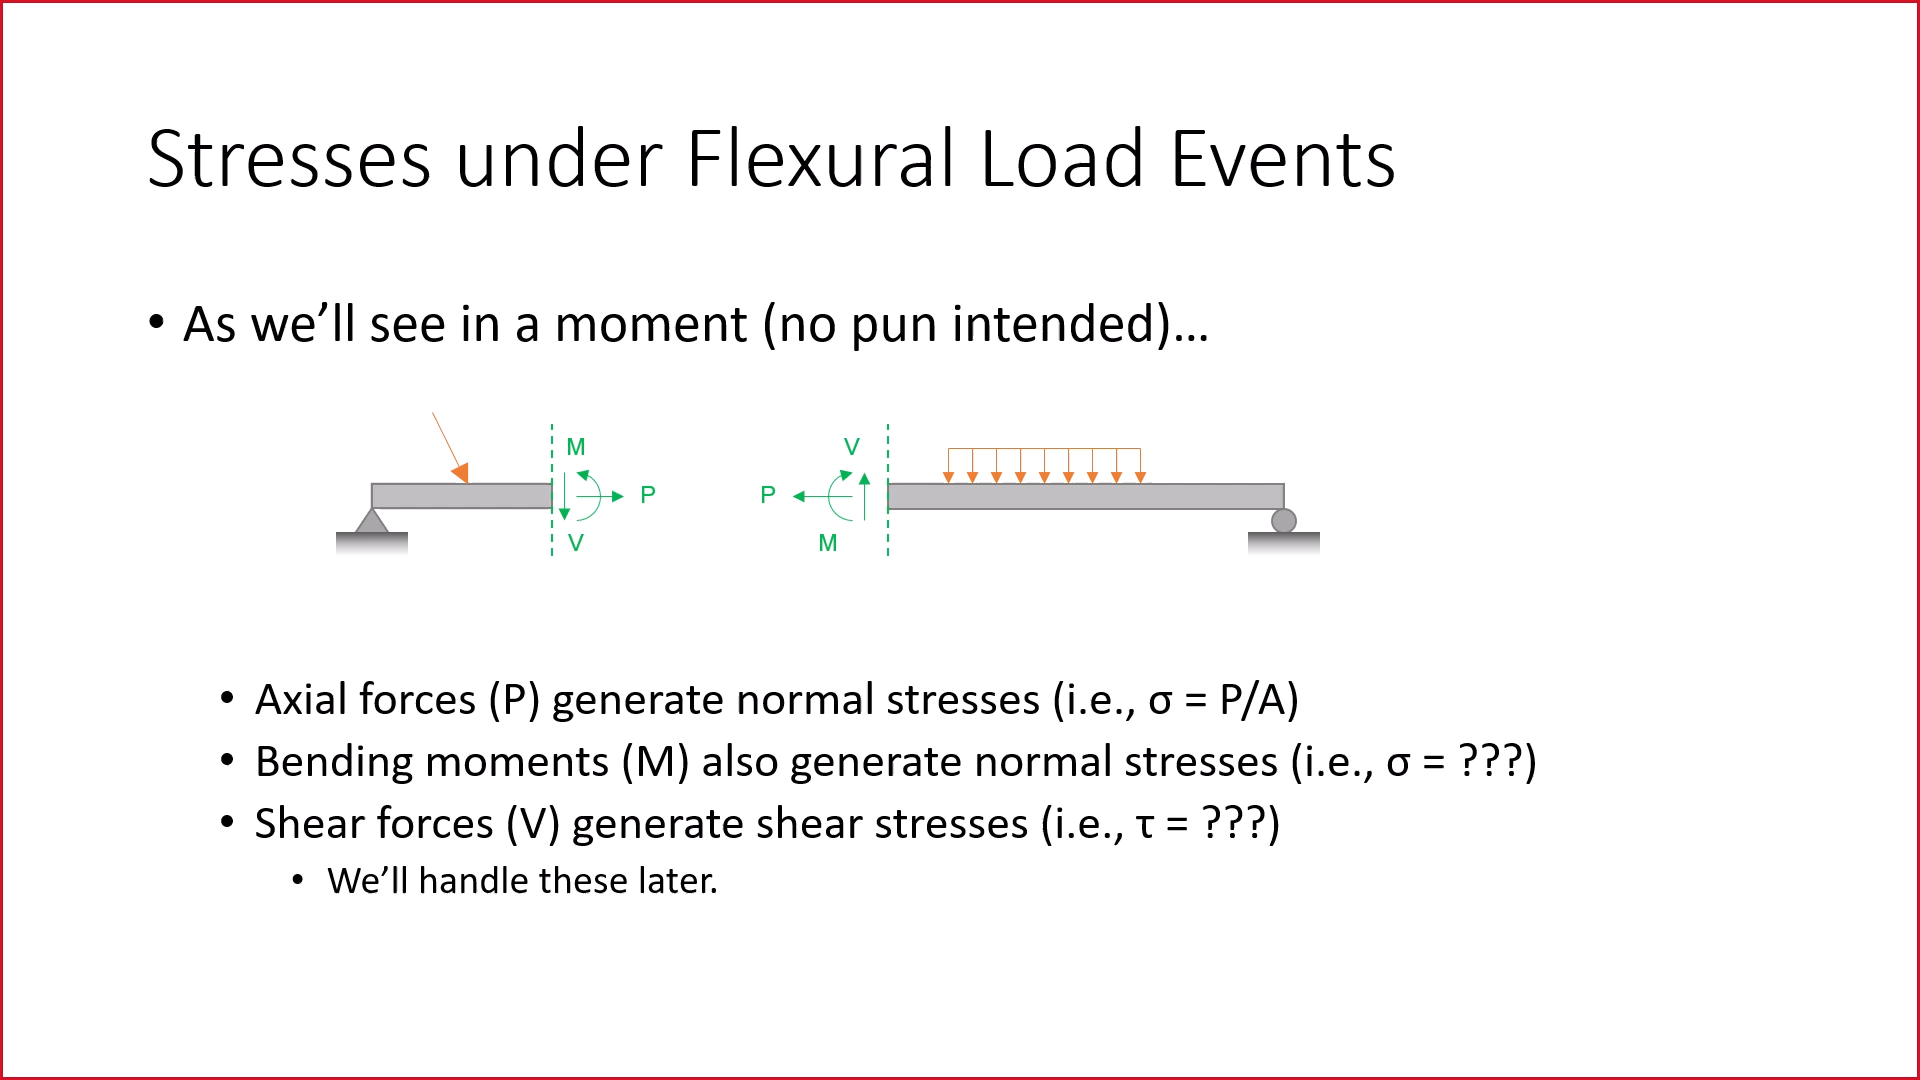 Stresses under Flexural Load Events
• As we’ll see in a moment (no pun intended)…
M
P
V
V
P
M
• Axial forces (P) generate normal stresses (i.e., σ = P/A)
• Bending moments (M) also generate normal stresses (i.e., σ = ???)
• Shear forces (V) generate shear stresses (i.e., τ = ???)
• We’ll handle these later.